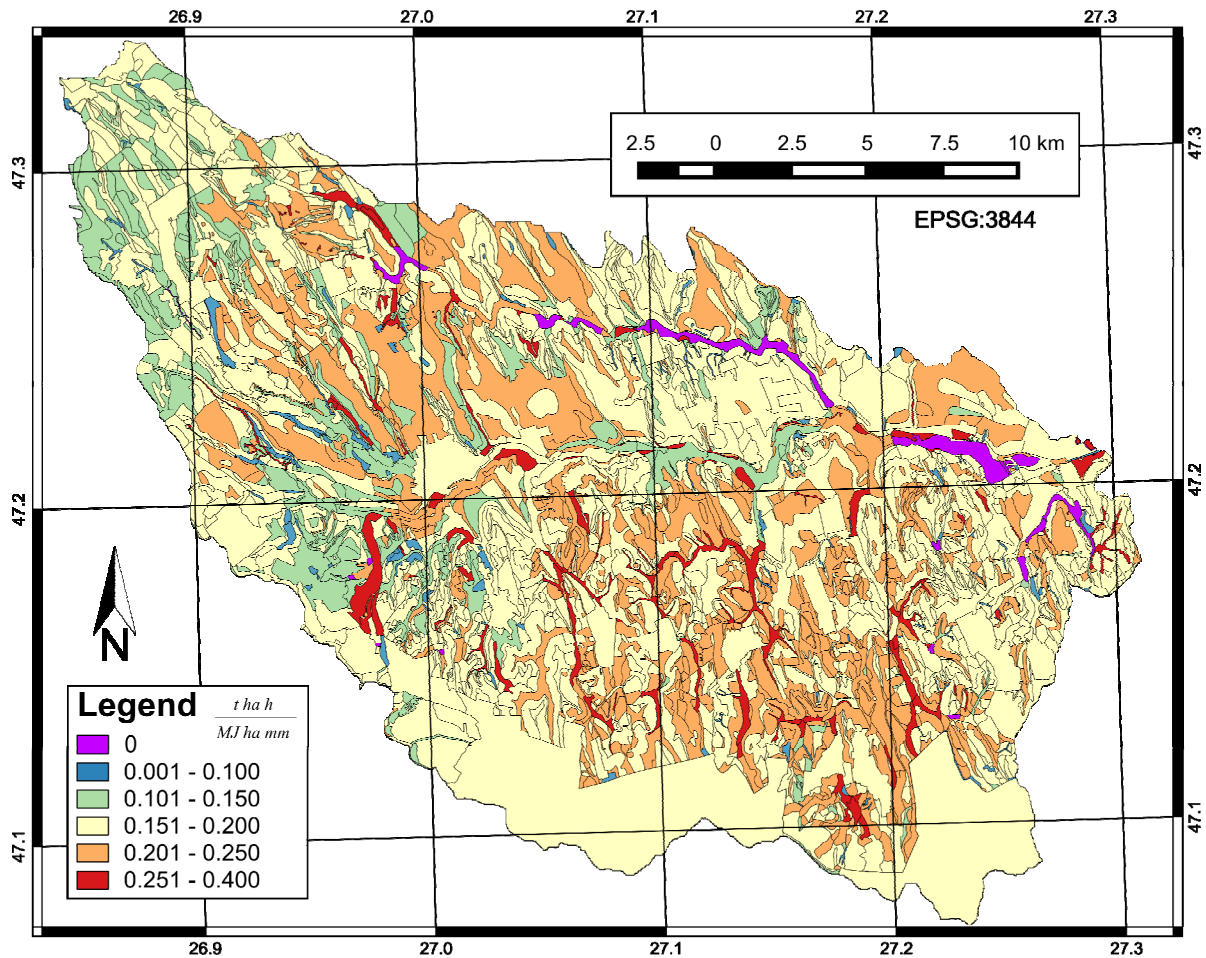 26.9 27.0 27.1 27.2 27.3
2.5 0 2.5 5 7.5 10 km
EPSG:3844
47.3 47.3
47.2 47.2
47.1 47.1
N
Legend t ha h
MJ ha mm
0
0.001 - 0.100
0.101 - 0.150
0.151 - 0.200
0.201 - 0.250
0.251 - 0.400
26.9 27.0 27.1 27.2 27.3